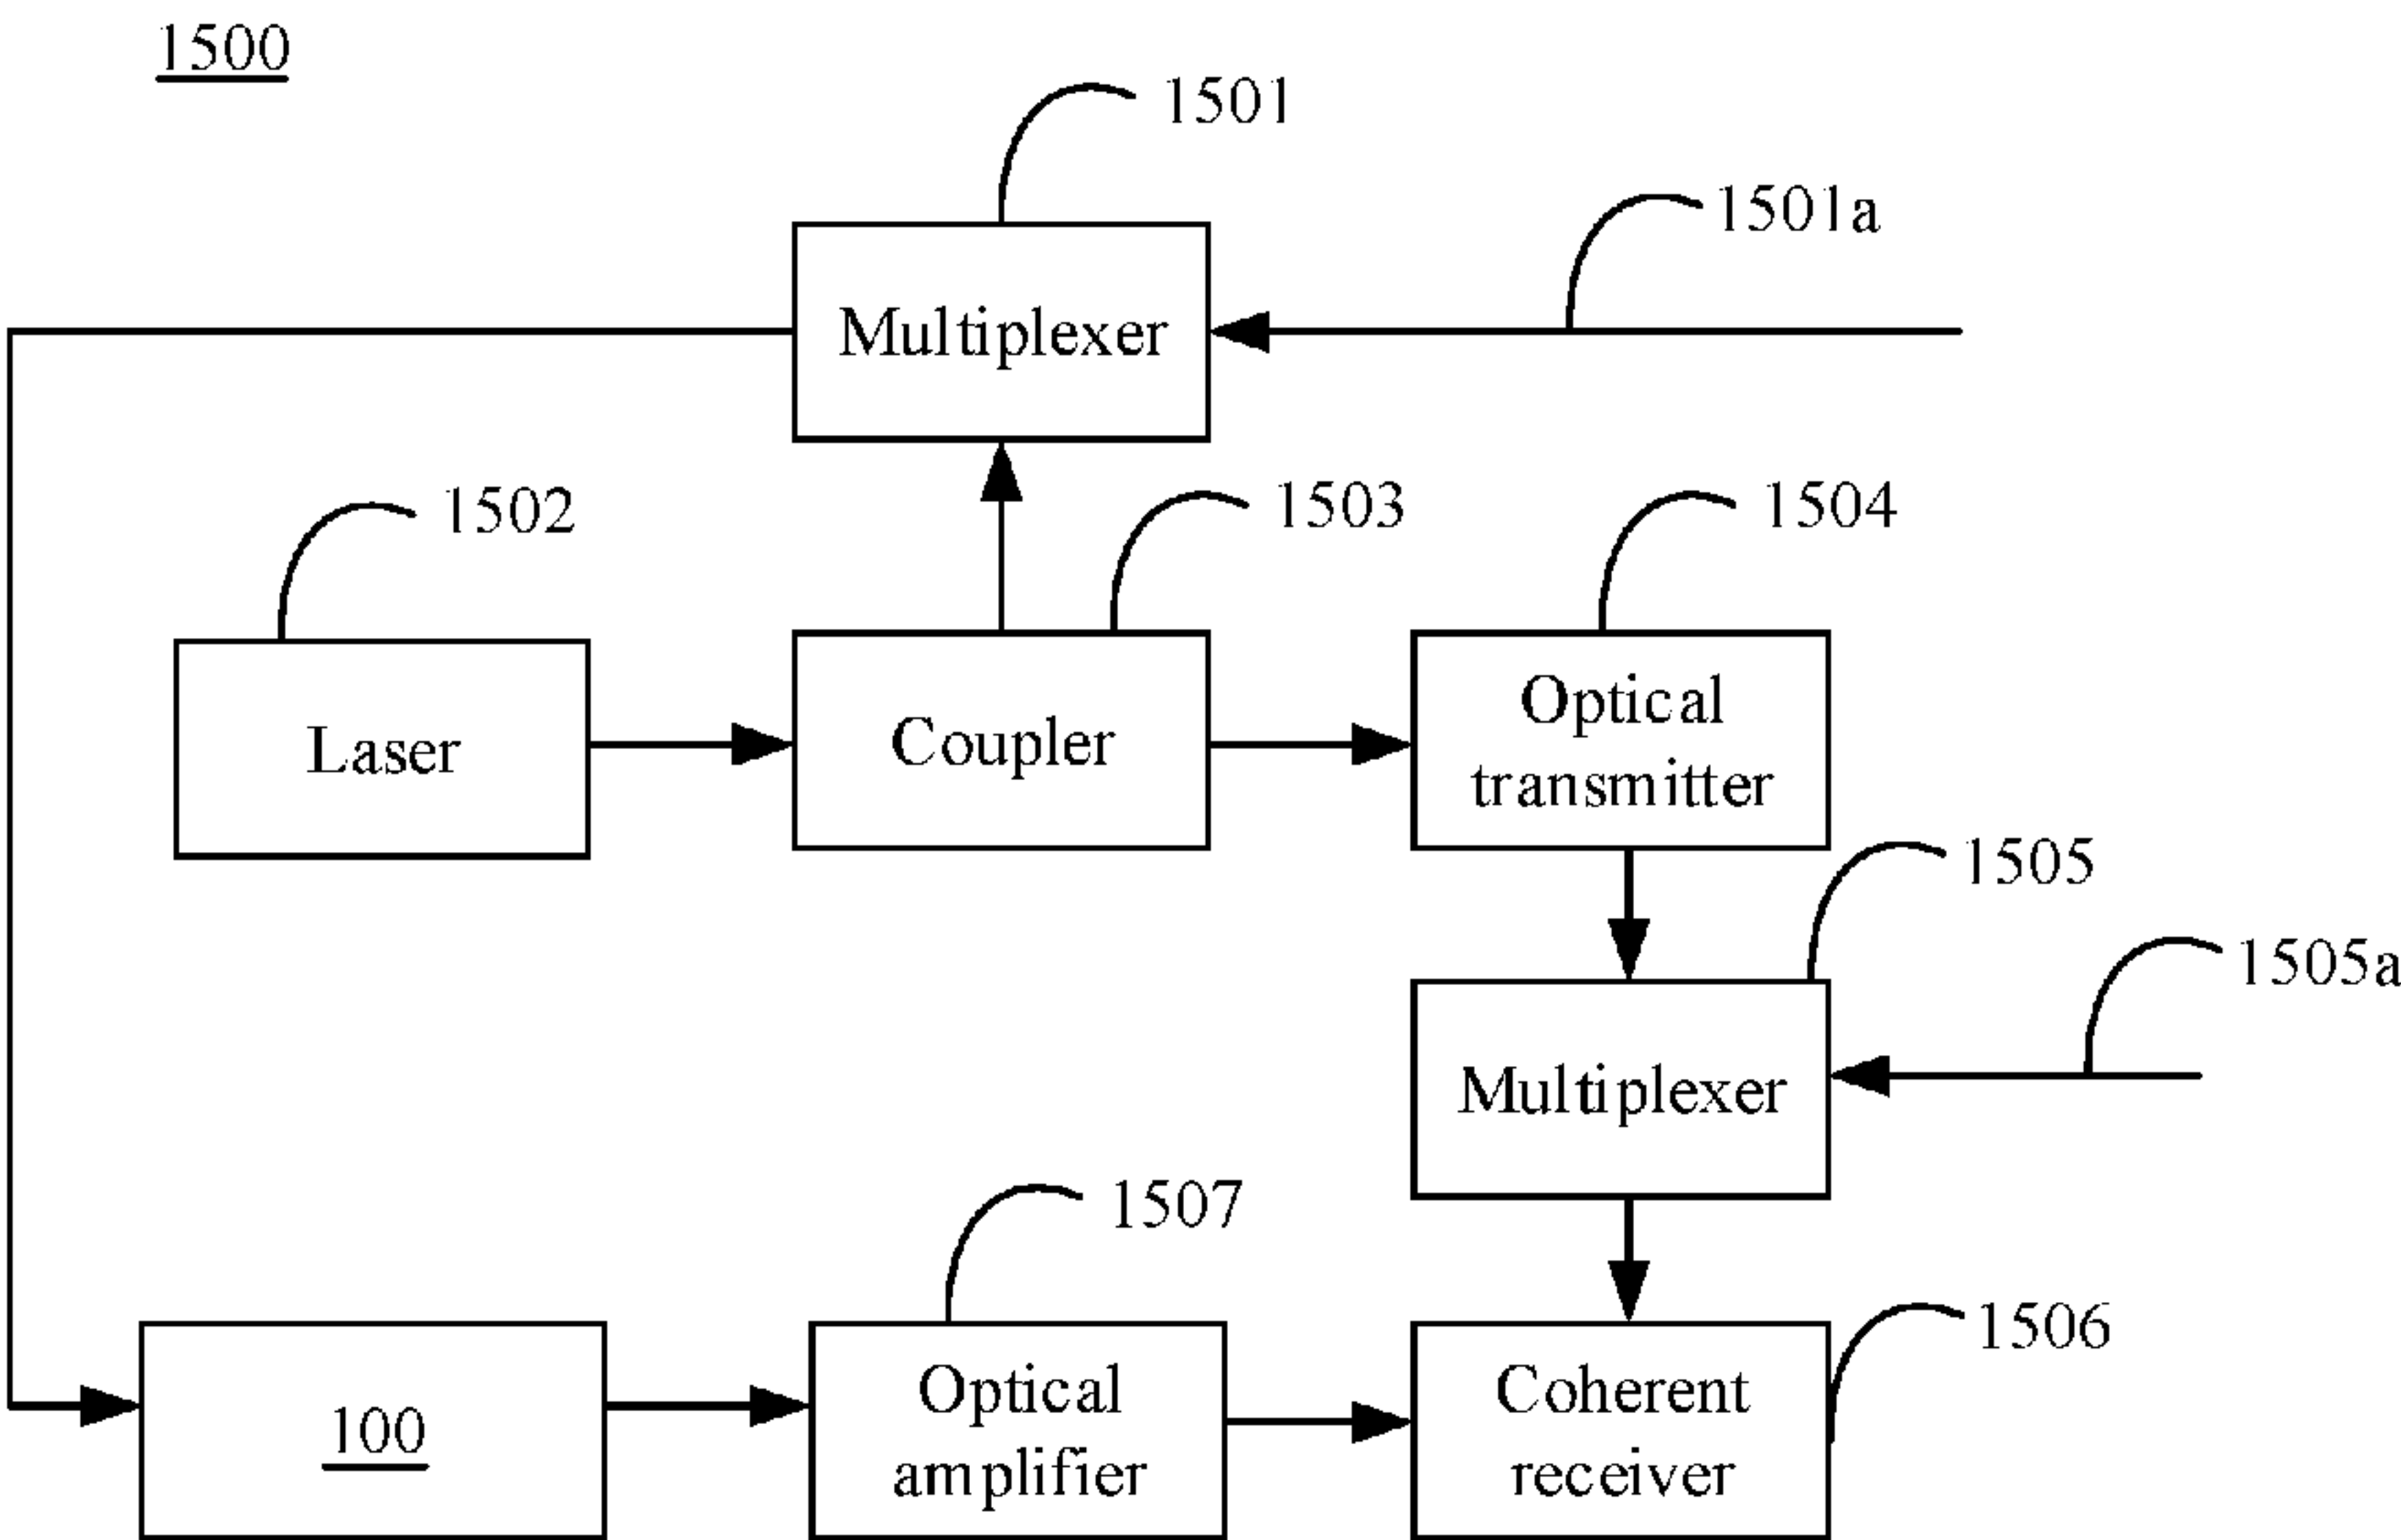 1500
1501
1501a
Multiplexer
1502
1503
1504
Laser
Coupler
Optical
transmitter
1505
1505a
Multiplexer
1507
1506
100
Optical
amplifier
Coherent
receiver